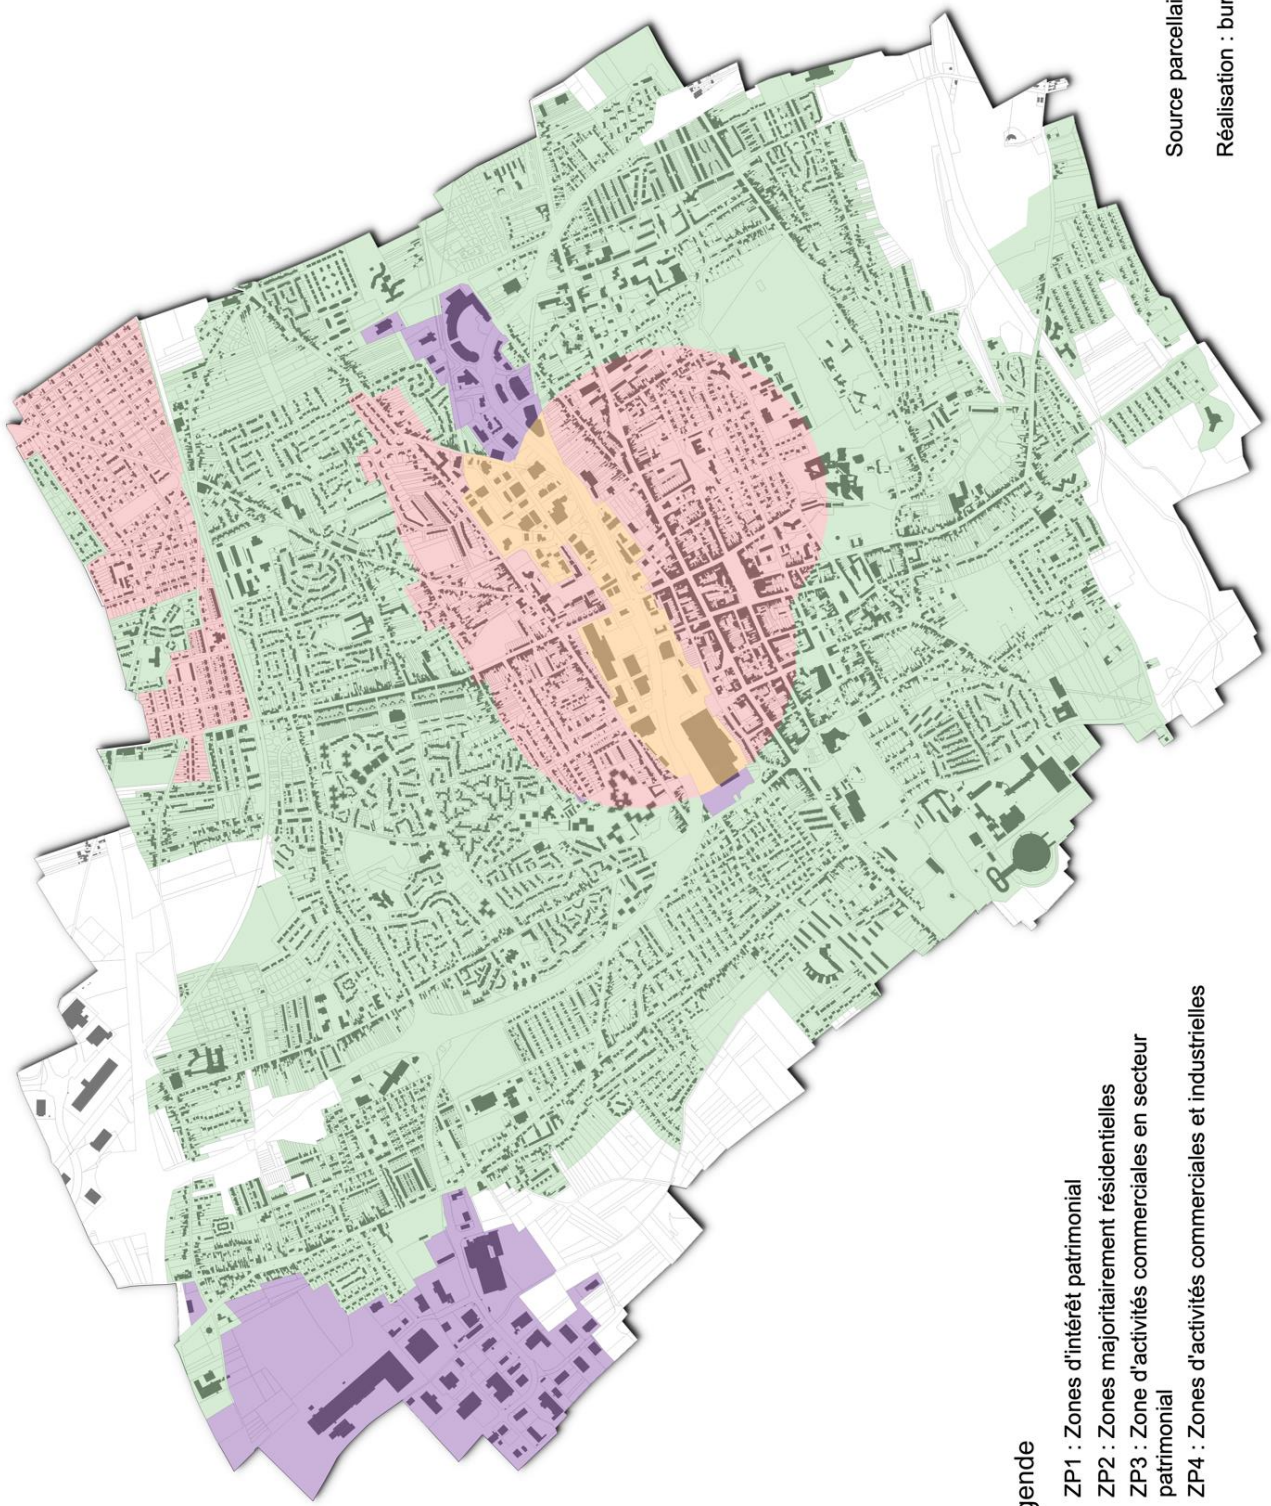 Source parcellai
Réalisation : bur
gende
ZP1 : Zones d'intérêt patrimonial
ZP2 : Zones majoritairement résidentielles
ZP3 : Zone d'activités commerciales en secteur
patrimonial
ZP4 : Zones d'activités commerciales et industrielles